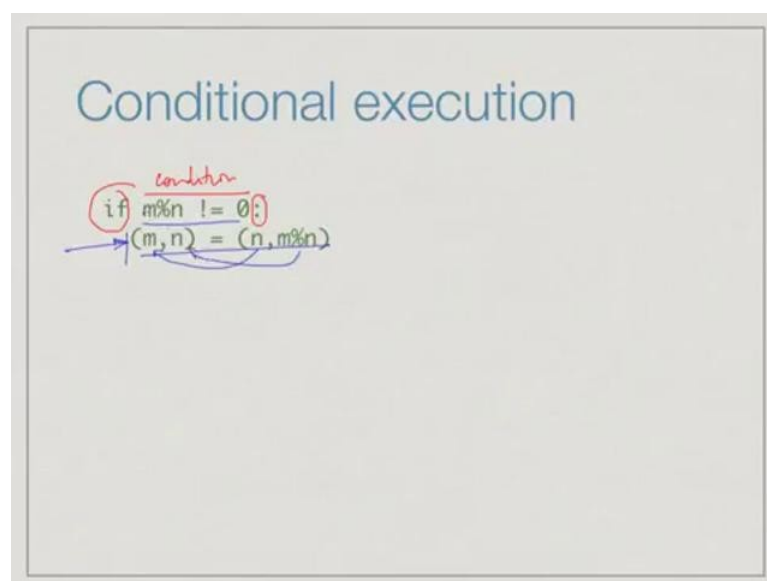 Conditional execution
condition
if m%n != 0:
(m,n) = (n,m%n)